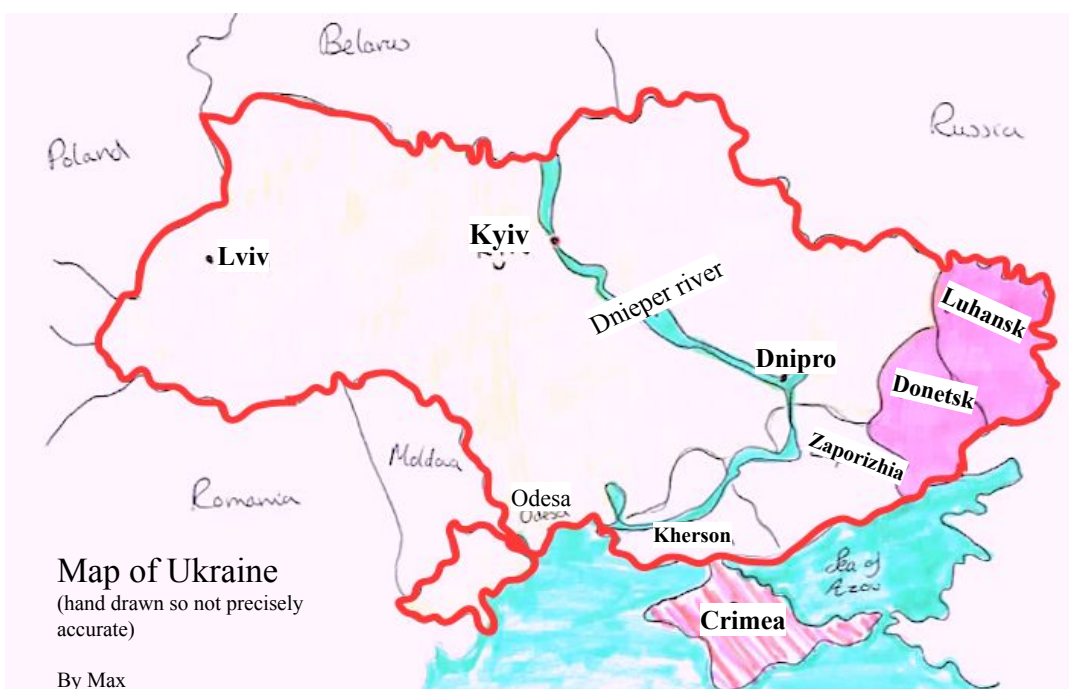 Belarus
Russia
Poland
Kyiv
Lviv
Dnieper river
Luhansk
Dnipro
Donetsk
Zaporizhia
Moldova
Romania
Odesa
Odesa
Kherson
Sea of
Azov
Crimea
Map of Ukraine
(hand drawn so not precisely
accurate)
By Max